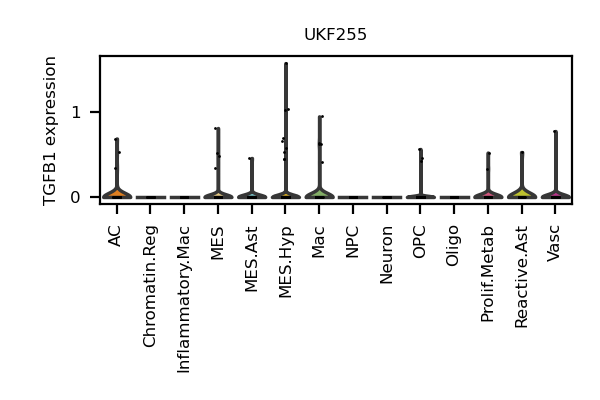 UKF255
TGFB1 expression
1
0
AC
Chromatin.Reg
Inflammatory.Mac
MES
MES.Ast
MES.Hyp
Mac
NPC
Neuron
OPC
Oligo
Prolif.Metab
Reactive.Ast
Vasc